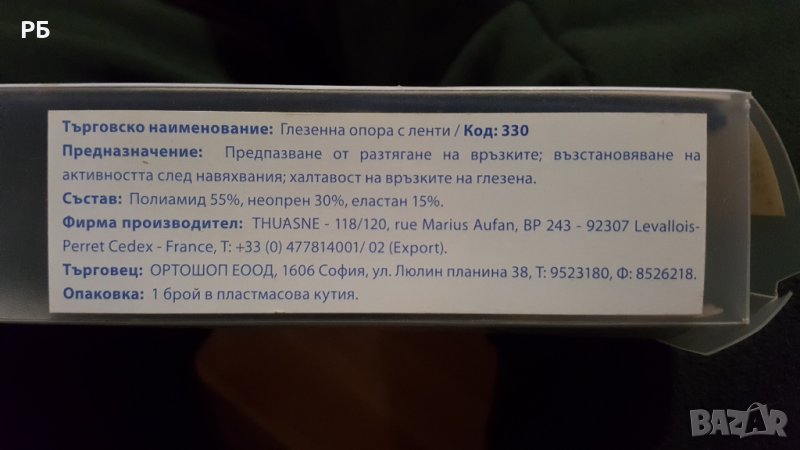 РБ
Търговско наименование: Глезенна опора с ленти / Код: 330
Предназначение: Предпазване от разтягане на връзките; възстановяване на
активността след навяхвания; халтавост на връзките на глезена.
Състав: Полиамид 55%, неопрен 30%, еластан 15%.
Фирма производител: THUASNE - 118/120, rue Marius Aufan, BP 243 - 92307 Levallois-
Perret Cedex - France, T: +33 (0) 477814001/ 02 (Export).
Търговец: ОРТОШОП ЕООД, 1606 София, ул. Люлин планина 38, Т: 9523180, Ф: 8526218.
Опаковка: 1 брой в пластмасова кутия.
BAZAR